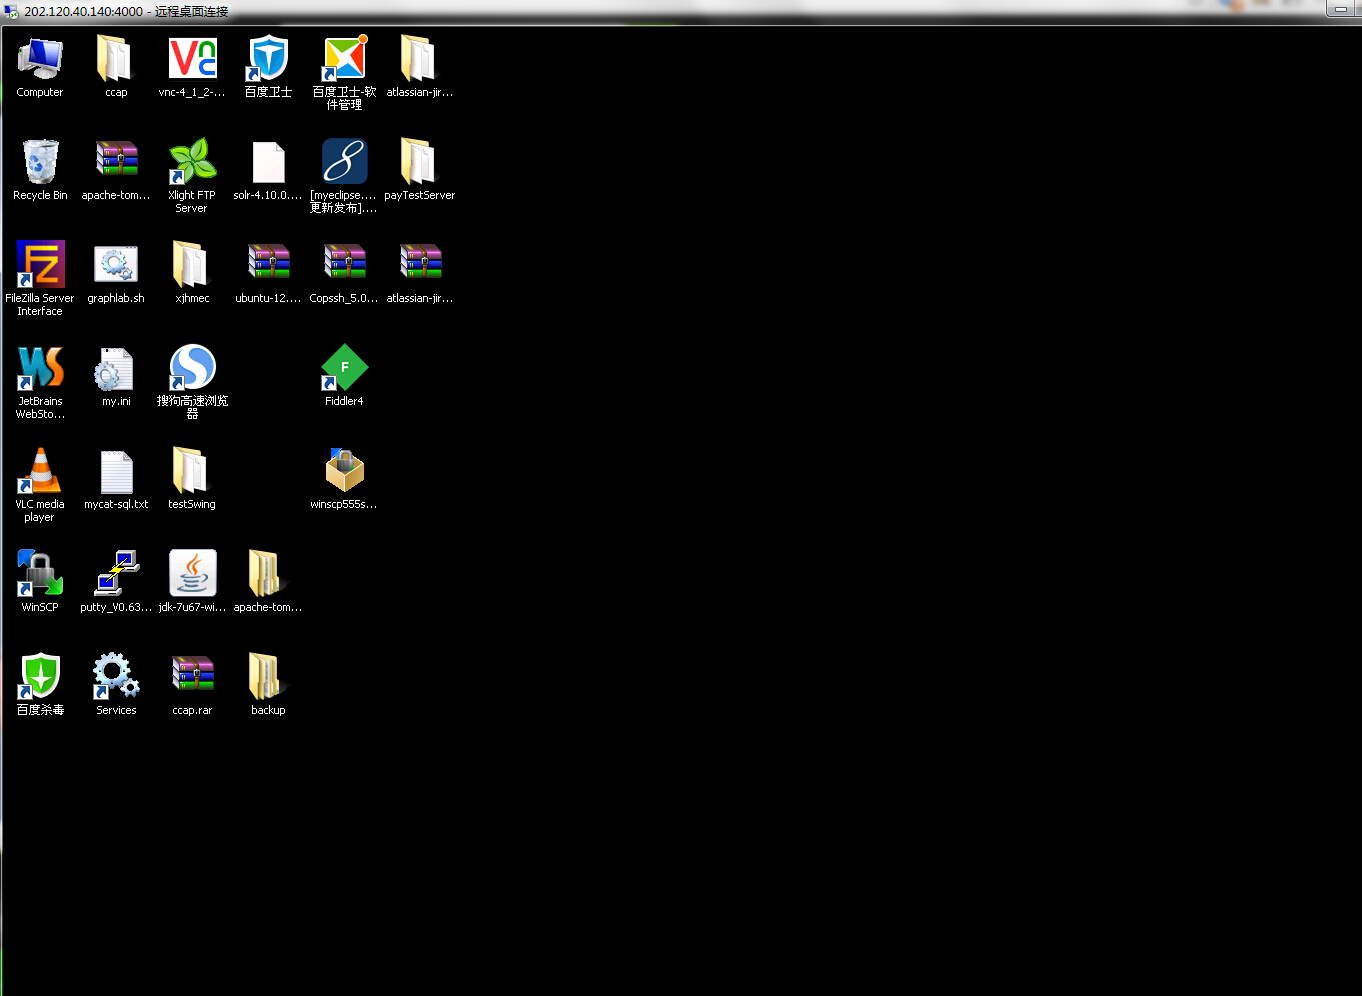 202.120.40.140:4000 - 远程桌面连接
Computer
ccap
vnc-4_1_2-...
百度卫士
百度卫士-软
件管理
atlassian-jir...
Recycle Bin
apache-tom...
Xlight FTP
Server
solr-4.10.0....
[myeclipse....
更新发布]....
payTestServer
FileZilla Server
Interface
graphlab.sh
xjhmec
ubuntu-12....
Copssh_5.0...
atlassian-jir...
JetBrains
WebSto...
my.ini
搜狗高速浏览
器
F
Fiddler4
VLC media
player
mycat-sql.txt
testSwing
winscp555s...
WinSCP
putty_V0.63...
jdk-7u67-wi...
apache-tom...
百度杀毒
Services
ccap.rar
backup